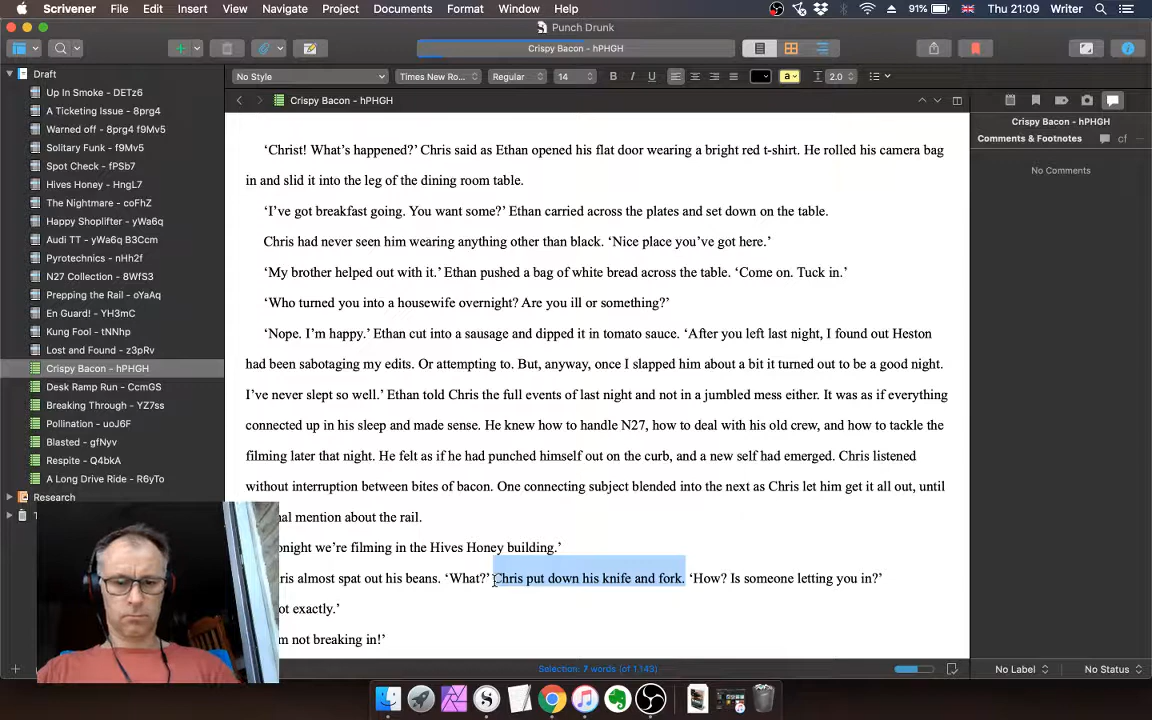 Scrivener File Edit Insert View Navigate Project Documents Format Window Help 91% Thu 21:09 Writer
Punch Drunk
Crispy Bacon - hPHGH
No Style Times New Ro... Regular 14 B I U a 2.0
Crispy Bacon - hPHGH
Draft
Up In Smoke - DETz6
A Ticketing Issue - 8prg4
Warned off - 8prg4 f9Mv5
Solitary Funk - f9Mv5
Spot Check - fPSb7
Hives Honey - HngL7
The Nightmare - coFhZ
Happy Shoplifter - yWa6q
Audi TT - yWa6q B3Ccm
Pyrotechnics - nHh2f
N27 Collection - 8WfS3
Prepping the Rail - oYaAq
En Guard! - YH3mC
Kung Fool - tNNhp
Lost and Found - z3pRv
Crispy Bacon - hPHGH
Desk Ramp Run - CcmGS
Breaking Through - YZ7ss
Pollination - uoJ6F
Blasted - gfNyv
Respite - Q4bkA
A Long Drive Ride - R6yTo
Research
T
‘Christ! What’s happened?’ Chris said as Ethan opened his flat door wearing a bright red t-shirt. He rolled his camera bag
in and slid it into the leg of the dining room table.
‘I’ve got breakfast going. You want some?’ Ethan carried across the plates and set down on the table.
Chris had never seen him wearing anything other than black. ‘Nice place you’ve got here.’
‘My brother helped out with it.’ Ethan pushed a bag of white bread across the table. ‘Come on. Tuck in.’
‘Who turned you into a housewife overnight? Are you ill or something?’
‘Nope. I’m happy.’ Ethan cut into a sausage and dipped it in tomato sauce. ‘After you left last night, I found out Heston
had been sabotaging my edits. Or attempting to. But, anyway, once I slapped him about a bit it turned out to be a good night.
I’ve never slept so well.’ Ethan told Chris the full events of last night and not in a jumbled mess either. It was as if everything
connected up in his sleep and made sense. He knew how to handle N27, how to deal with his old crew, and how to tackle the
filming later that night. He felt as if he had punched himself out on the curb, and a new self had emerged. Chris listened
without interruption between bites of bacon. One connecting subject blended into the next as Chris let him get it all out, until
nal mention about the rail.
onight we’re filming in the Hives Honey building.’
ris almost spat out his beans. ‘What?’ Chris put down his knife and fork. ‘How? Is someone letting you in?’
ot exactly.’
m not breaking in!’
Selection: 7 words (of 1,143)
Crispy Bacon - hPHGH
Comments & Footnotes cf
No Comments
No Label No Status